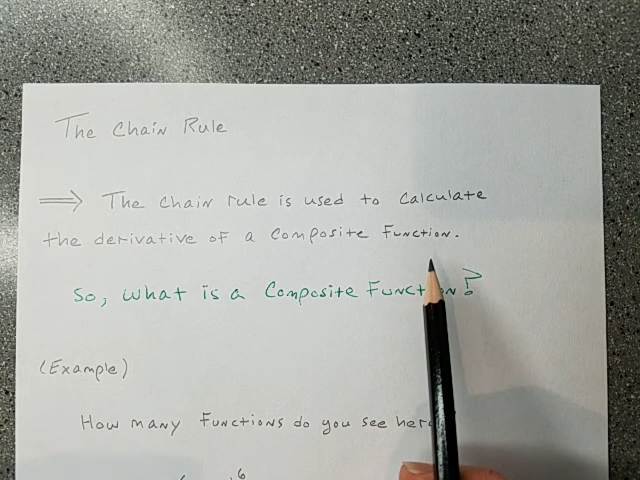 The Chain Rule
⟹ The chain rule is used to calculate
the derivative of a composite function.
So, what is a Composite Function?
(Example)
How many functions do you see here
6